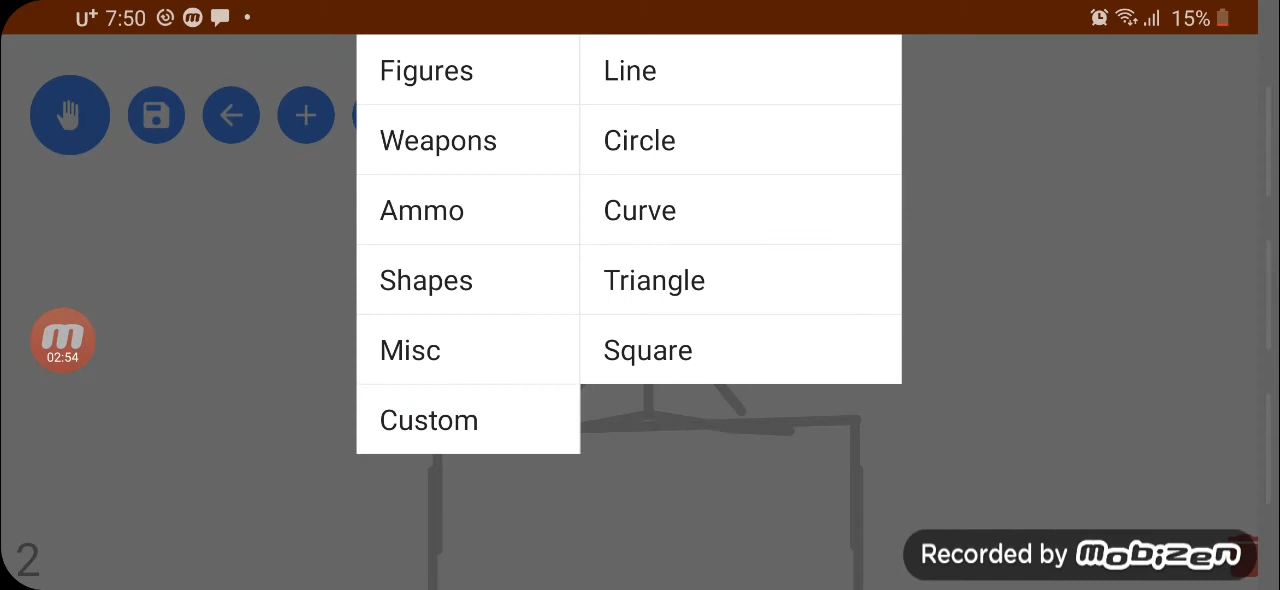 U+ 7:50 15%
Figures
Weapons
Ammo
Shapes
Misc
Custom
Line
Circle
Curve
Triangle
Square
m
02:54
2
Recorded by mobizen